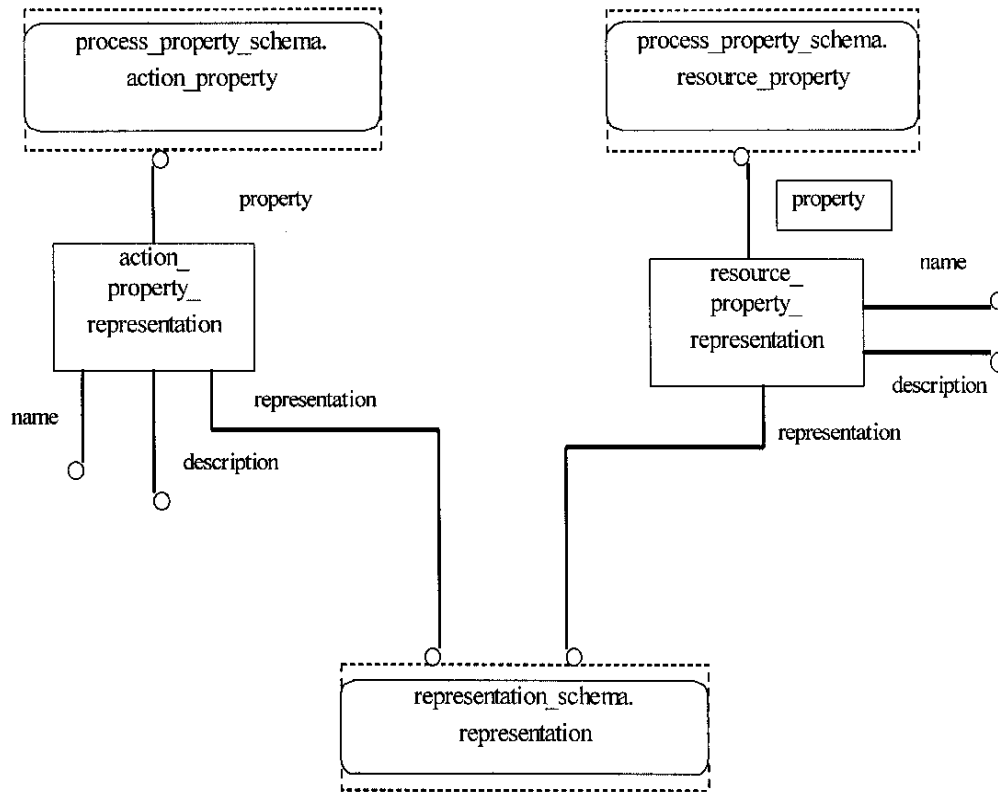 process_property_schema.
action_property
process_property_schema.
resource_property
property
property
action_
property_
representation
resource_
property_
representation
name
description
representation
name
description
representation
representation_schema.
representation